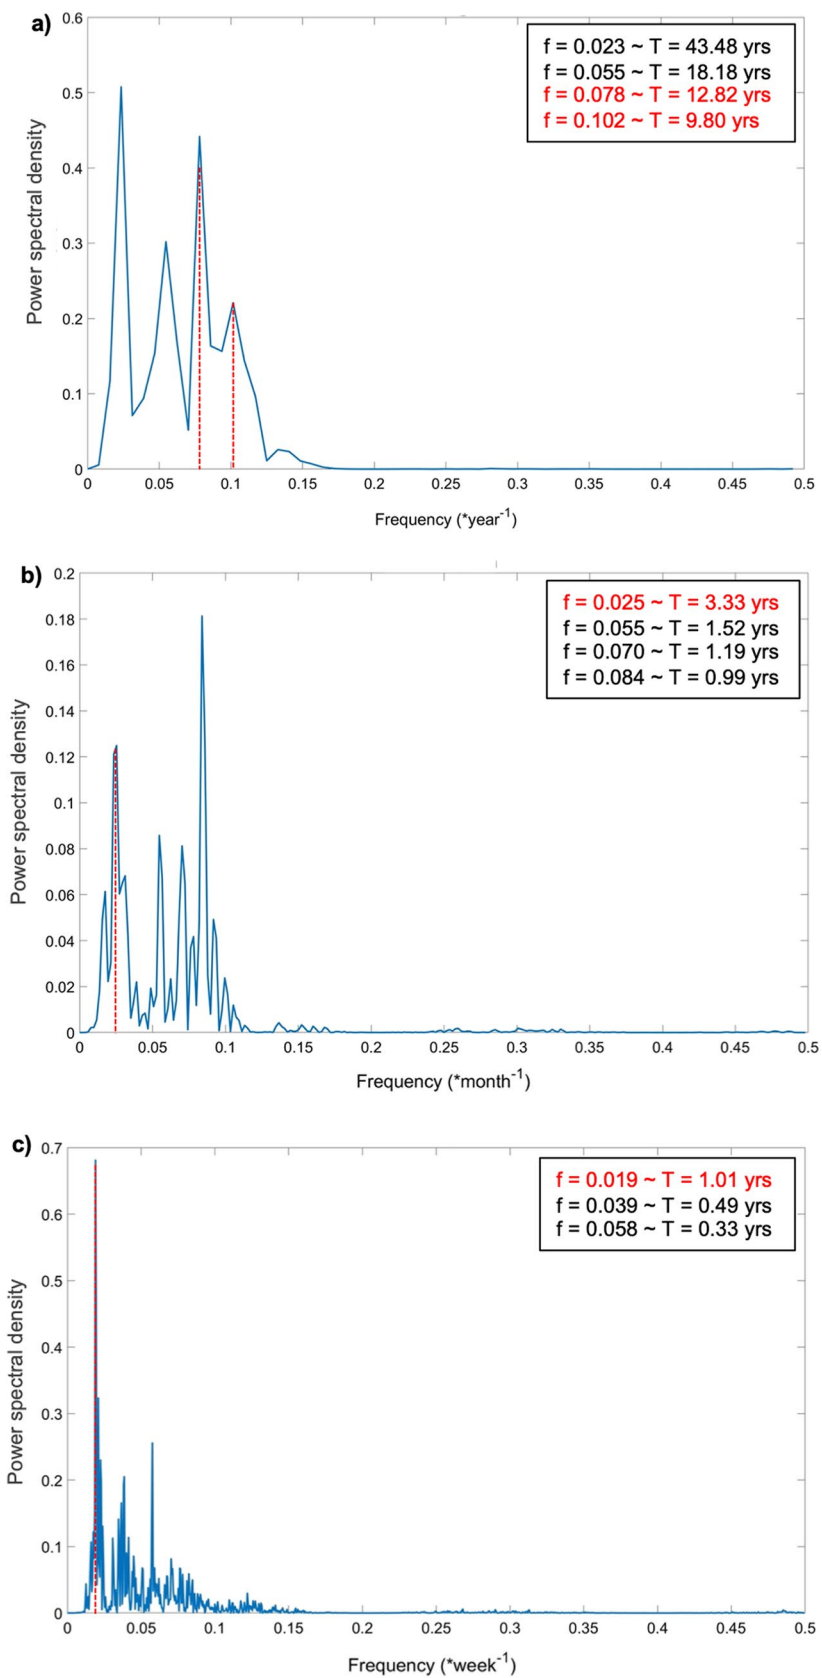 a)
0.6
0.5
0.4
0.3
0.2
0.1
0
Power spectral density
f = 0.023 ~ T = 43.48 yrs
f = 0.055 ~ T = 18.18 yrs
f = 0.078 ~ T = 12.82 yrs
f = 0.102 ~ T = 9.80 yrs
0 0.05 0.1 0.15 0.2 0.25 0.3 0.35 0.4 0.45 0.5
Frequency (*year⁻¹)
b)
0.2
0.18
0.16
0.14
0.12
0.1
0.08
0.06
0.04
0.02
0
Power spectral density
f = 0.025 ~ T = 3.33 yrs
f = 0.055 ~ T = 1.52 yrs
f = 0.070 ~ T = 1.19 yrs
f = 0.084 ~ T = 0.99 yrs
0 0.05 0.1 0.15 0.2 0.25 0.3 0.35 0.4 0.45 0.5
Frequency (*month⁻¹)
c)
0.7
0.6
0.5
0.4
0.3
0.2
0.1
0
Power spectral density
f = 0.019 ~ T = 1.01 yrs
f = 0.039 ~ T = 0.49 yrs
f = 0.058 ~ T = 0.33 yrs
0 0.05 0.1 0.15 0.2 0.25 0.3 0.35 0.4 0.45 0.5
Frequency (*week⁻¹)